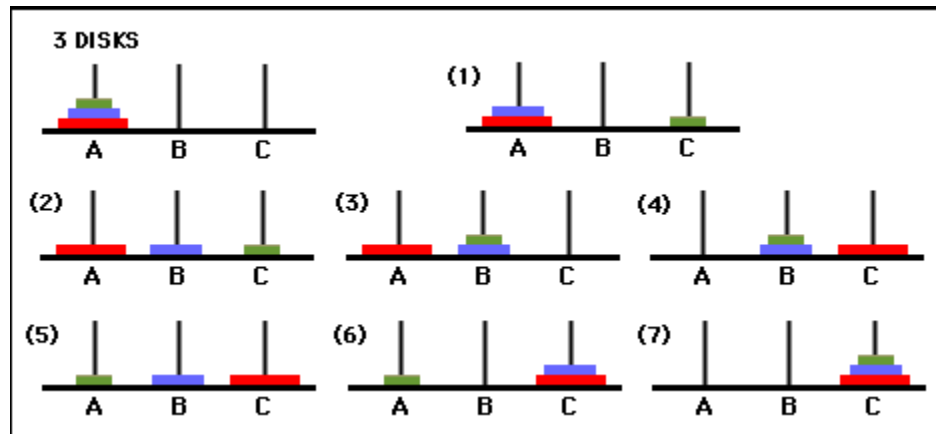 3 DISKS
(1)
A B C
A B C
(2)
(3)
(4)
A B C
A B C
A B C
(5)
(6)
(7)
A B C
A B C
A B C